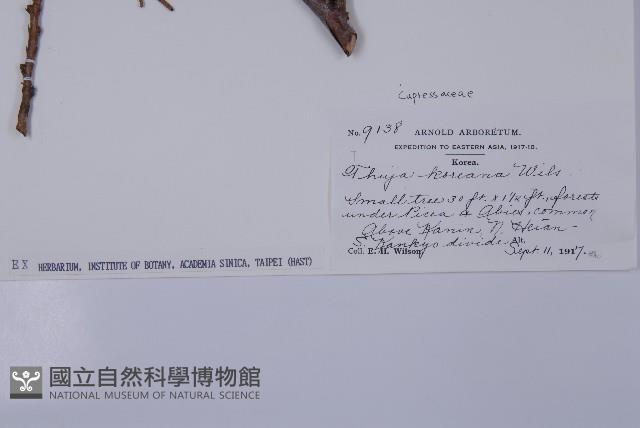 Cupressaceae
No. 9138 ARNOLD ARBORETUM.
EXPEDITION TO EASTERN ASIA, 1917-18.
Korea.
Thuja koreana Wils
Small tree 30 ft. x 1½ ft., forests
under Picea & Abies, common
Above Kanin, N. Heian-
S. Kankyo divide. Alt.
Coll. E. H. Wilson Sept 11, 1917.
EX HERBARIUM, INSTITUTE OF BOTANY, ACADEMIA SINICA, TAIPEI (HAST)
國立自然科學博物館
NATIONAL MUSEUM OF NATURAL SCIENCE